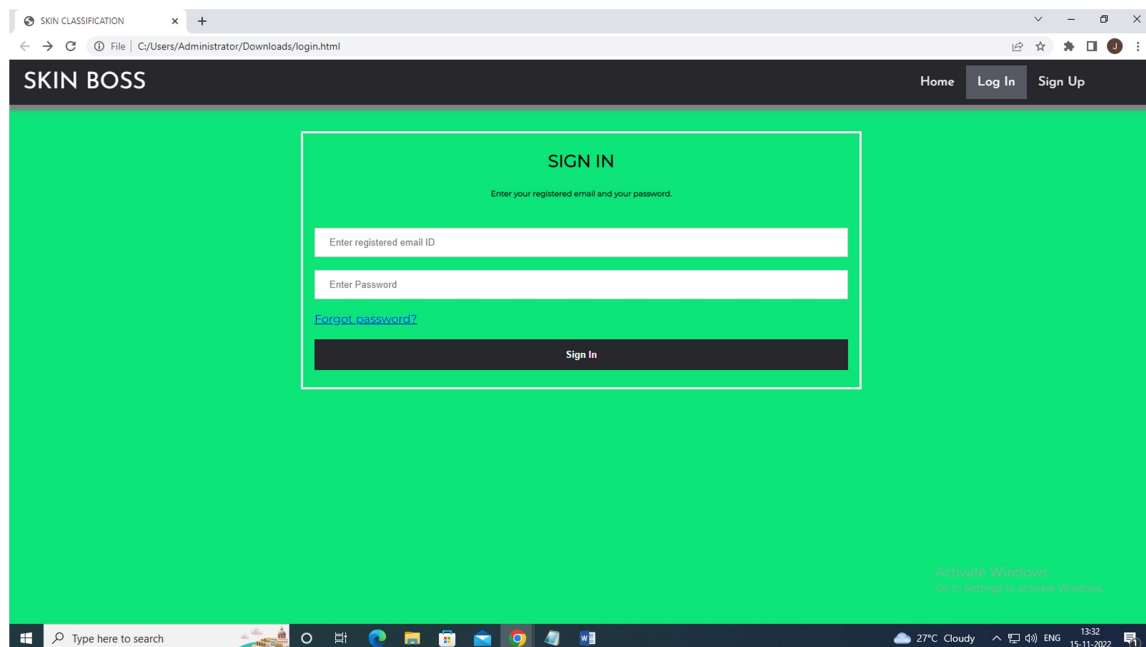 SKIN CLASSIFICATION
File | C:/Users/Administrator/Downloads/login.html
J
SKIN BOSS
Home Log In Sign Up
SIGN IN
Enter your registered email and your password.
Enter registered email ID
Enter Password
Forgot password?
Sign In
Activate Windows
Go to Settings to activate Windows.
Type here to search
27°C Cloudy
ENG
13:32
15-11-2022